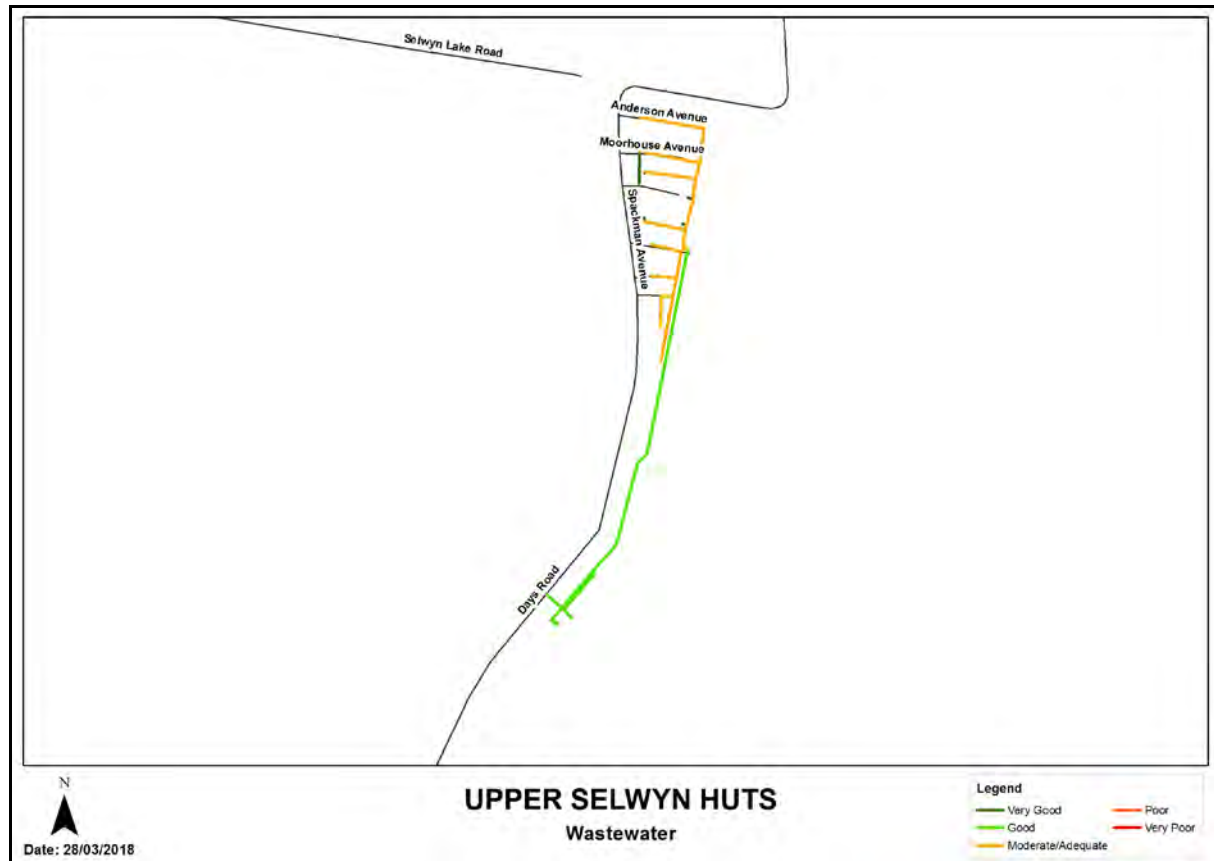 Selwyn Lake Road
Anderson Avenue
Moorhouse Avenue
Spackman Avenue
Days Road
N
Date: 28/03/2018
UPPER SELWYN HUTS
Wastewater
Legend
Very Good
Good
Moderate/Adequate
Poor
Very Poor